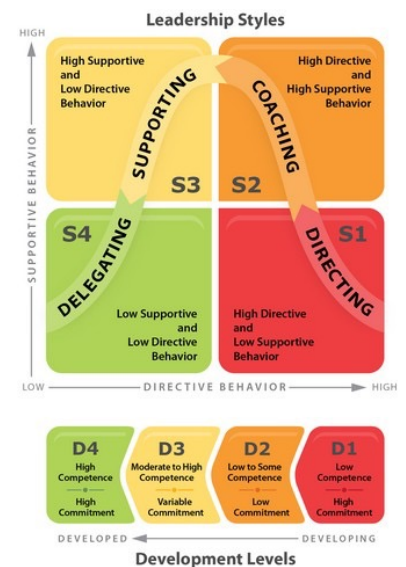 Leadership Styles
HIGH
SUPPORTIVE BEHAVIOR
High Supportive
and
Low Directive
Behavior
SUPPORTING
S3
High Directive
and
High Supportive
Behavior
COACHING
S2
S4
DELEGATING
Low Supportive
and
Low Directive
Behavior
S1
DIRECTING
High Directive
and
Low Supportive
Behavior
LOW
DIRECTIVE BEHAVIOR
HIGH
D4
High
Competence
High
Commitment
D3
Moderate to High
Competence
Variable
Commitment
D2
Low to Some
Competence
Low
Commitment
D1
Low
Competence
High
Commitment
DEVELOPED
DEVELOPING
Development Levels